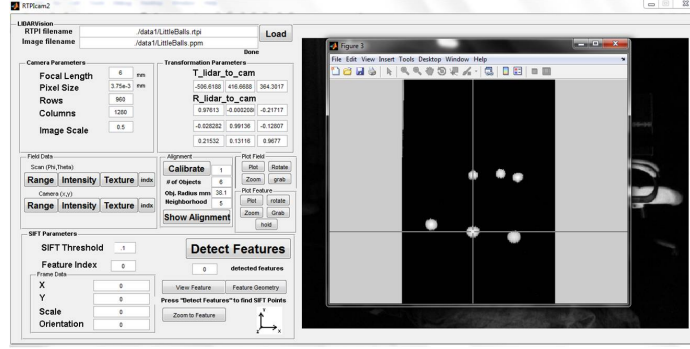 RTPIcam2
LIDARVision
RTPI filename ./data1/LittleBalls.rtpi Load
Image filename ./data1/LittleBalls.ppm
Done
Camera Parameters
Focal Length 6 mm
Pixel Size 3.75e-3 mm
Rows 960
Columns 1280
Image Scale 0.5
Transformation Parameters
T_lidar_to_cam
-506.6188 416.6688 364.3017
R_lidar_to_cam
0.97613 -0.21717
-0.028282 0.99136 -0.12807
0.21532 0.13116 0.9677
Field Data
Scan (Phi,Theta)
Range Intensity Texture indx
Camera (x,y)
Range Intensity Texture indx
Alignment
Calibrate 1
# of Objects 6
Obj. Radius mm 38.1
Neighborhood 5
Show Alignment
Plot Field
Plot Rotate
Zoom grab
Plot Feature
Plot rotate
Zoom Grab
hold
SIFT Parameters
SIFT Threshold .1
Feature Index 0
Frame Data
X 0
Y 0
Scale 0
Orientation 0
Detect Features
0 detected features
View Feature Feature Geometry
Press "Detect Features" to find SIFT Points
Zoom to Feature
Y
Z X
Figure 3
File Edit View Insert Tools Desktop Window Help